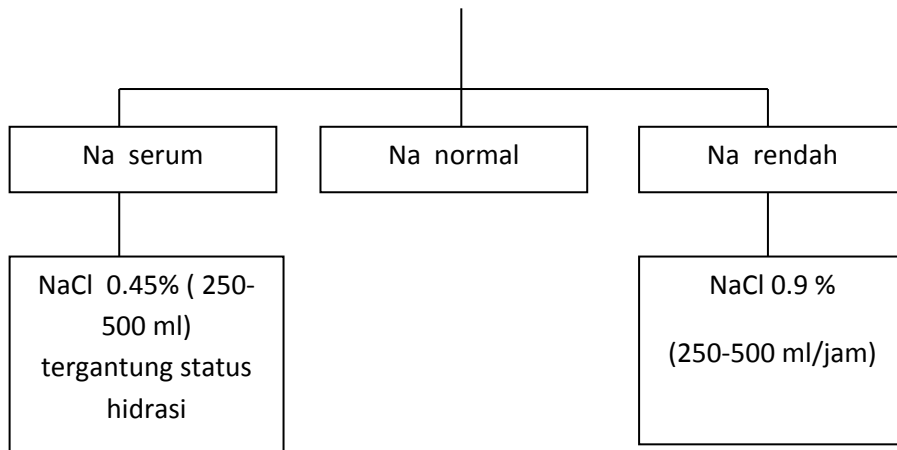 Na serum
Na normal
Na rendah
NaCl 0.45% ( 250-
500 ml)
tergantung status
hidrasi
NaCl 0.9 %
(250-500 ml/jam)